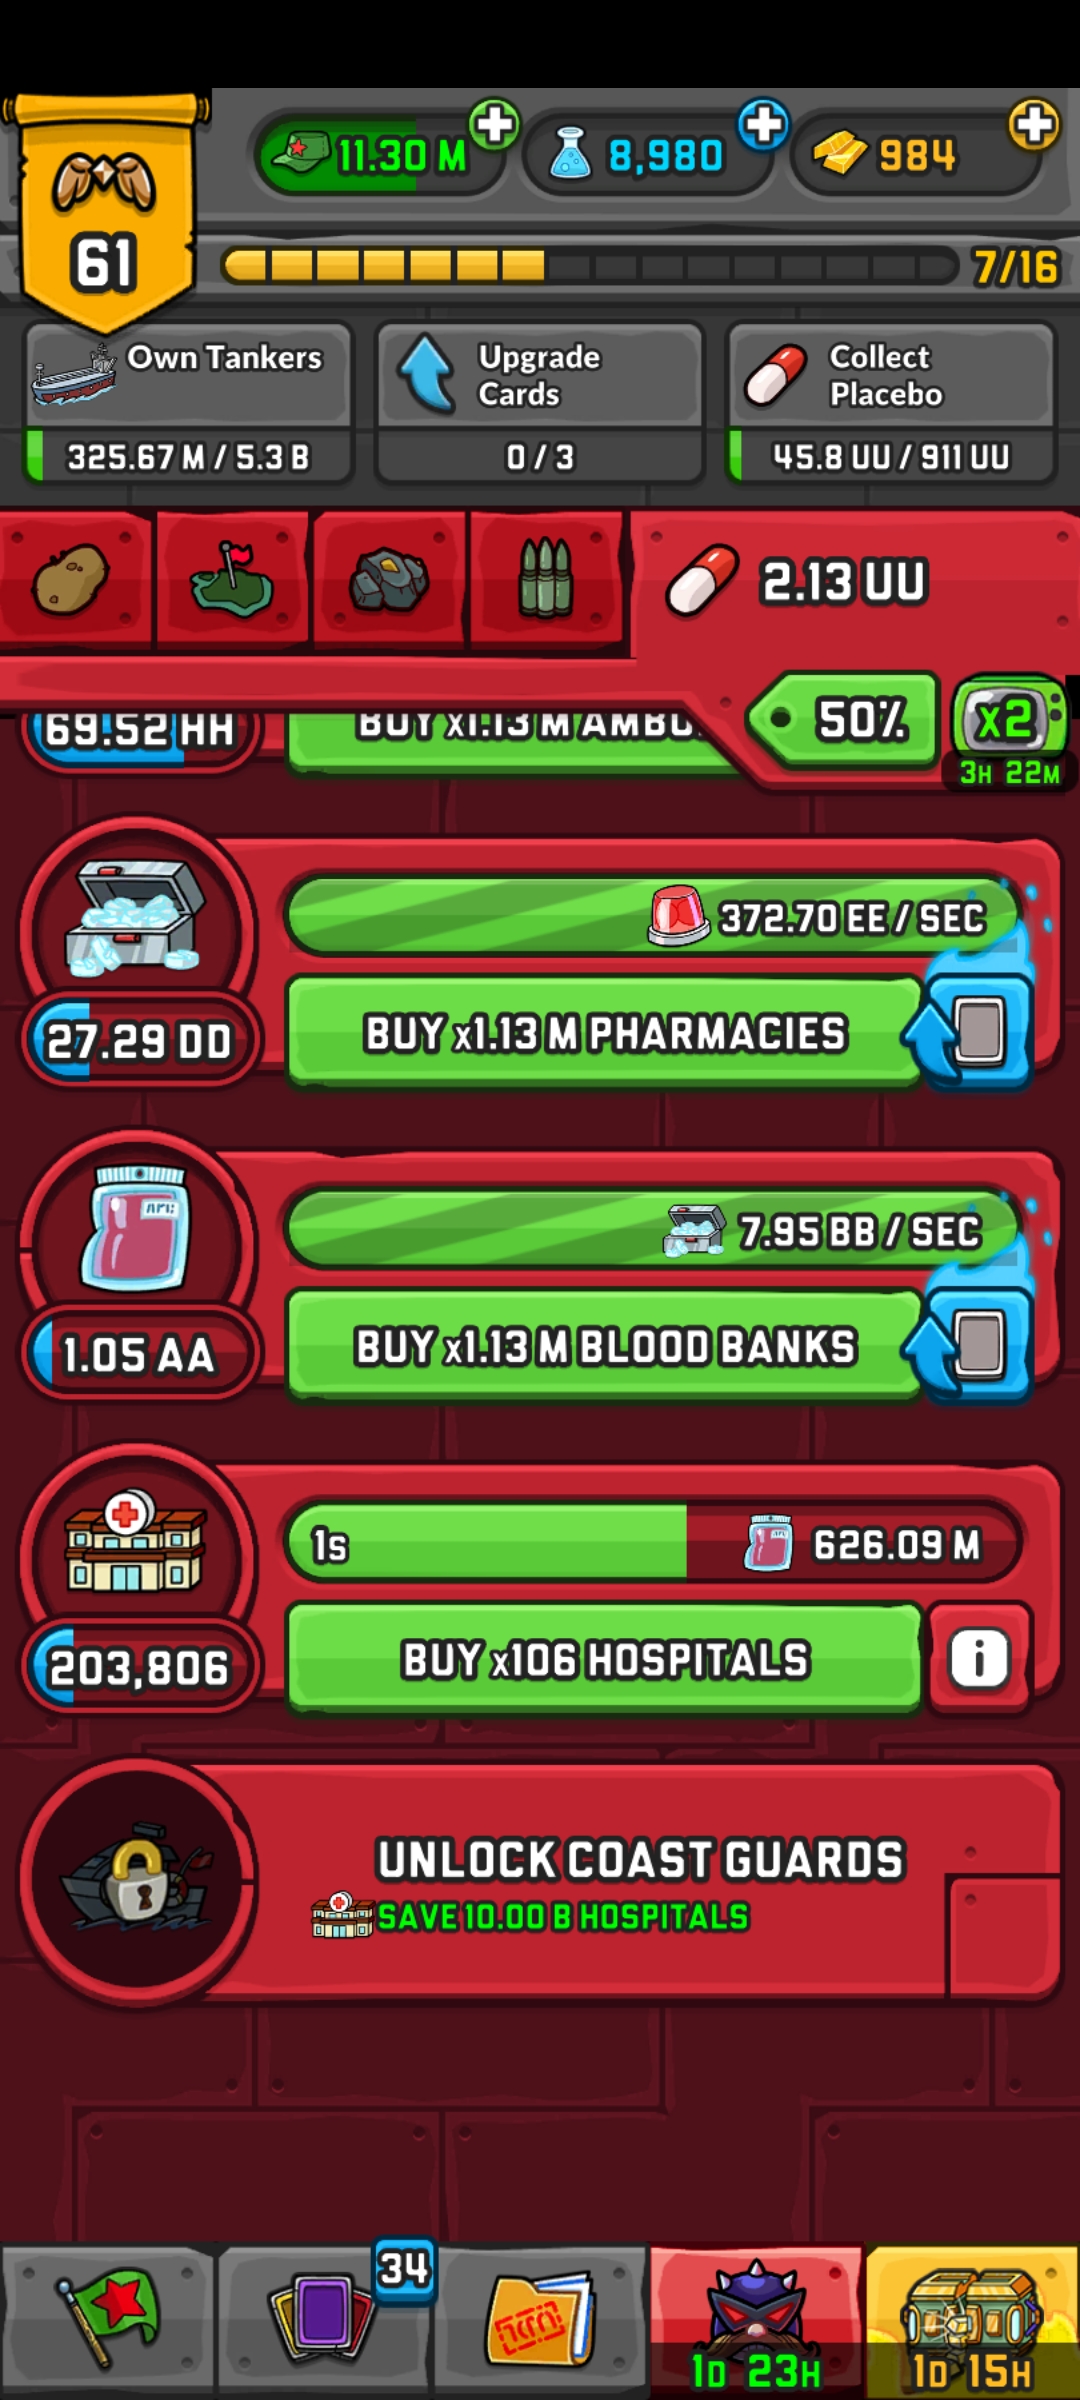 11.30 M
8,980
984
61
7/16
Own Tankers
325.67 M / 5.3 B
Upgrade
Cards
0 / 3
Collect
Placebo
45.8 UU / 911 UU
2.13 UU
50%
x2
3H 22M
69.52 HH
BUY x1.13 M AMBU
372.70 EE / SEC
27.29 DD
BUY x1.13 M PHARMACIES
7.95 BB / SEC
1.05 AA
BUY x1.13 M BLOOD BANKS
1s
626.09 M
203,806
BUY x106 HOSPITALS
i
UNLOCK COAST GUARDS
SAVE 10.00 B HOSPITALS
34
1D 23H
1D 15H